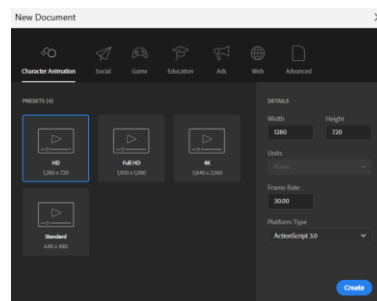 New Document
Character Animation
Social
Game
Education
Ads
Web
Advanced
PRESETS (4)
HD
1,280 x 720
Full HD
1,920 x 1,080
4K
3,840 x 2,160
Standard
640 x 480
DETAILS
Width
Height
1280
720
Units
Pixels
Frame Rate
30.00
Platform Type
ActionScript 3.0
Create